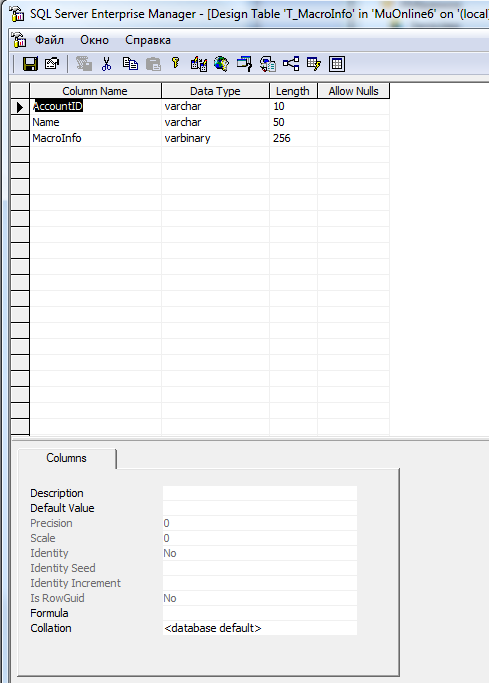 SQL Server Enterprise Manager - [Design Table 'T_MacroInfo' in 'MuOnline6' on '(local
Файл Окно Справка
Column Name Data Type Length Allow Nulls
AccountID varchar 10
Name varchar 50
MacroInfo varbinary 256
Columns
Description
Default Value
Precision 0
Scale 0
Identity No
Identity Seed
Identity Increment
Is RowGuid No
Formula
Collation <database default>